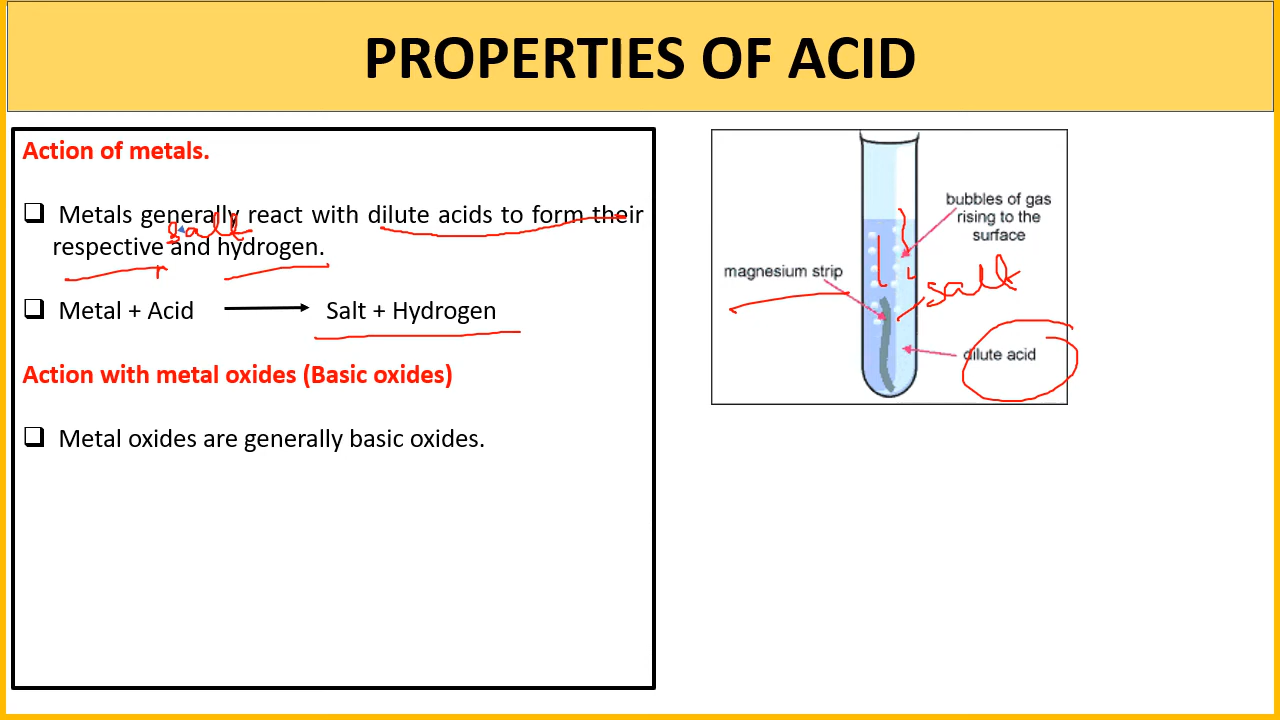 PROPERTIES OF ACID
Action of metals.
Metals generally react with dilute acids to form their
salt
respective and hydrogen.
Metal + Acid Salt + Hydrogen
Action with metal oxides (Basic oxides)
Metal oxides are generally basic oxides.
bubbles of gas
rising to the
surface
magnesium strip
salt
dilute acid